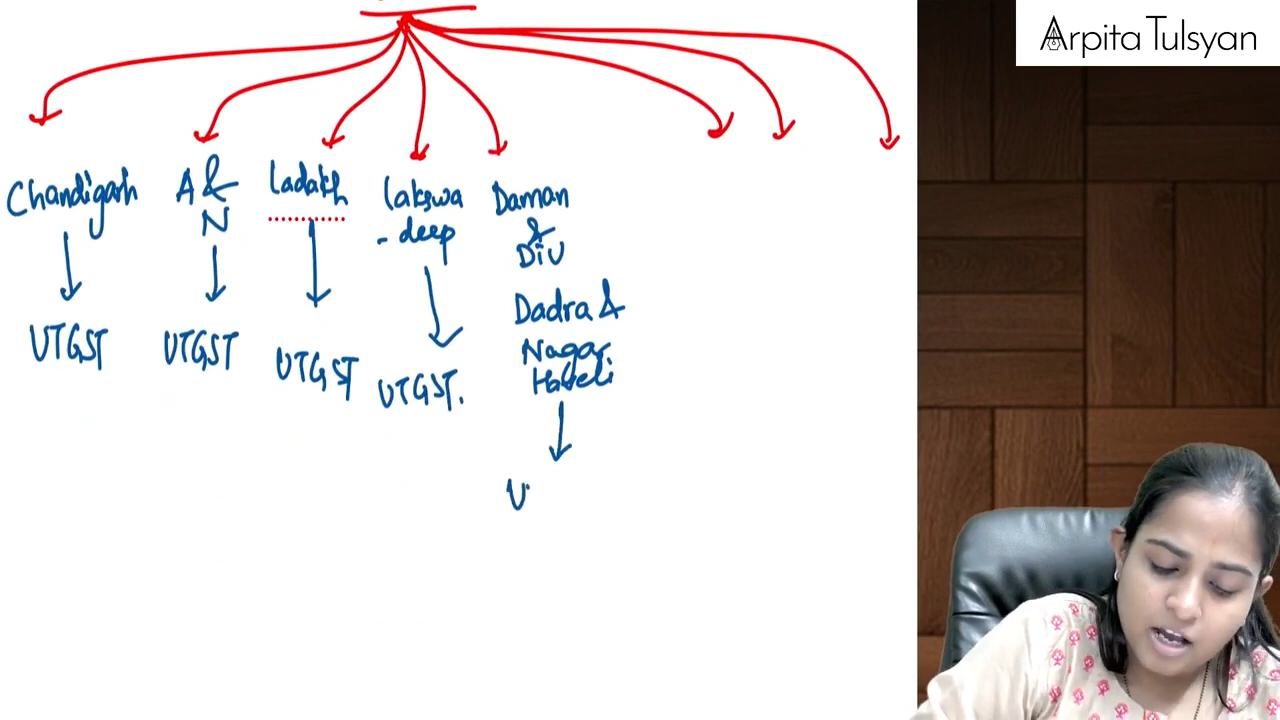 Arpita Tulsyan
Chandigarh
A &
N
Ladakh
Lakswa
- deep
Daman
&
DiU
Dadra &
Nagar
Haveli
UTGST
UTGST
UTGST
UTGST.
U